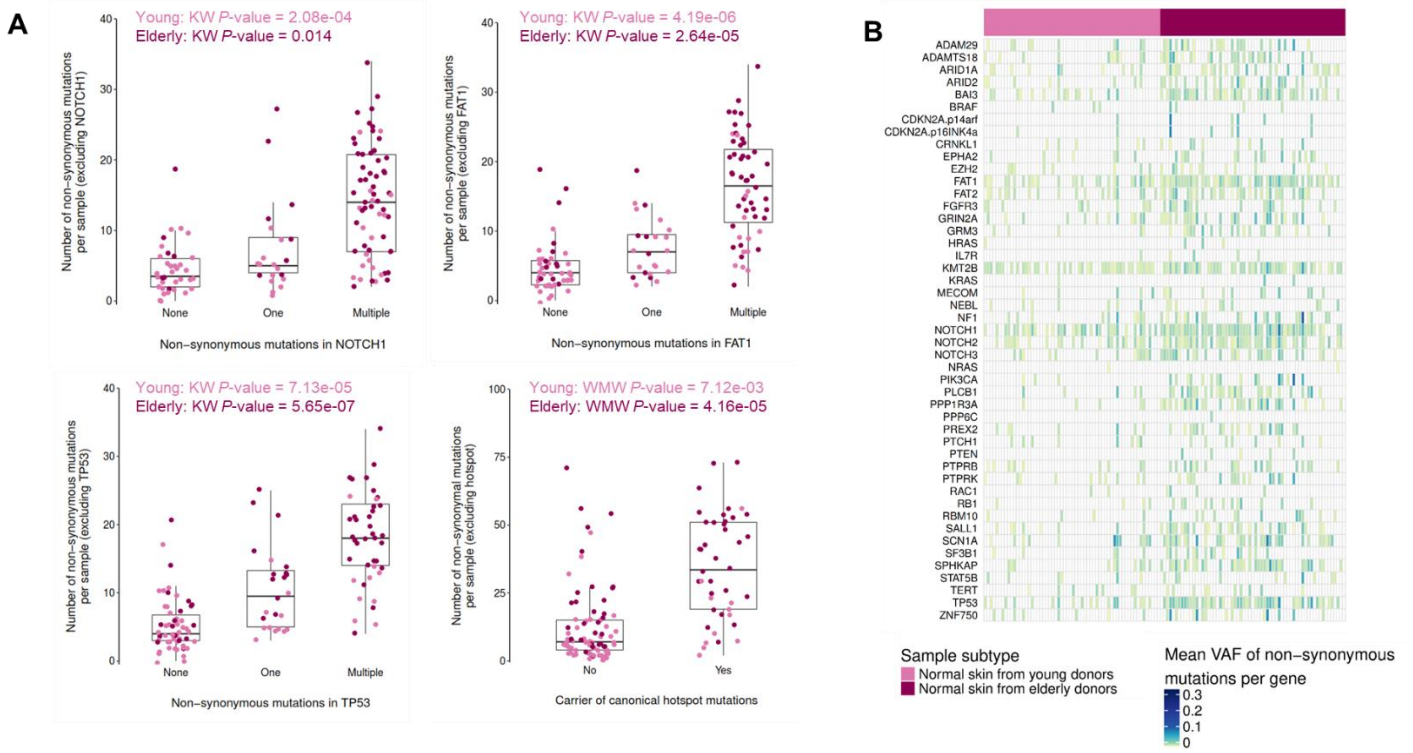 A
Young: KW P-value = 2.08e-04
Elderly: KW P-value = 0.014
Number of non-synonymous mutations
per sample (excluding NOTCH1)
40
30
20
10
0
None
One
Multiple
Non-synonymous mutations in NOTCH1
Young: KW P-value = 4.19e-06
Elderly: KW P-value = 2.64e-05
Number of non-synonymous mutations
per sample (excluding FAT1)
40
30
20
10
0
None
One
Multiple
Non-synonymous mutations in FAT1
Young: KW P-value = 7.13e-05
Elderly: KW P-value = 5.65e-07
Number of non-synonymous mutations
per sample (excluding TP53)
40
30
20
10
0
None
One
Multiple
Non-synonymous mutations in TP53
Young: WMW P-value = 7.12e-03
Elderly: WMW P-value = 4.16e-05
Number of non-synonymal mutations
per sample (excluding hotspot)
100
75
50
25
0
No
Yes
Carrier of canonical hotspot mutations
B
ADAM29
ADAMTS18
ARID1A
ARID2
BAI3
BRAF
CDKN2A.p14arf
CDKN2A.p16INK4a
CRNKL1
EPHA2
EZH2
FAT1
FAT2
FGFR3
GRIN2A
GRM3
HRAS
IL7R
KMT2B
KRAS
MECOM
NEBL
NF1
NOTCH1
NOTCH2
NOTCH3
NRAS
PIK3CA
PLCB1
PPP1R3A
PPP6C
PREX2
PTCH1
PTEN
PTPRB
PTPRK
RAC1
RB1
RBM10
SALL1
SCN1A
SF3B1
SPHKAP
STAT5B
TERT
TP53
ZNF750
Sample subtype
Normal skin from young donors
Normal skin from elderly donors
Mean VAF of non-synonymous
mutations per gene
0.3
0.2
0.1
0